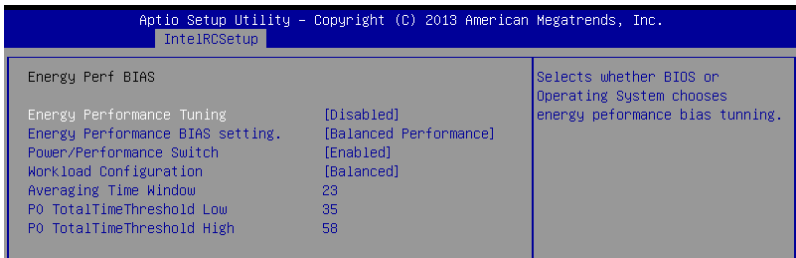 Aptio Setup Utility – Copyright (C) 2013 American Megatrends, Inc.
IntelRCSetup
Energy Perf BIAS
Energy Performance Tuning [Disabled]
Energy Performance BIAS setting. [Balanced Performance]
Power/Performance Switch [Enabled]
Workload Configuration [Balanced]
Averaging Time Window 23
P0 TotalTimeThreshold Low 35
P0 TotalTimeThreshold High 58
Selects whether BIOS or
Operating System chooses
energy peformance bias tunning.